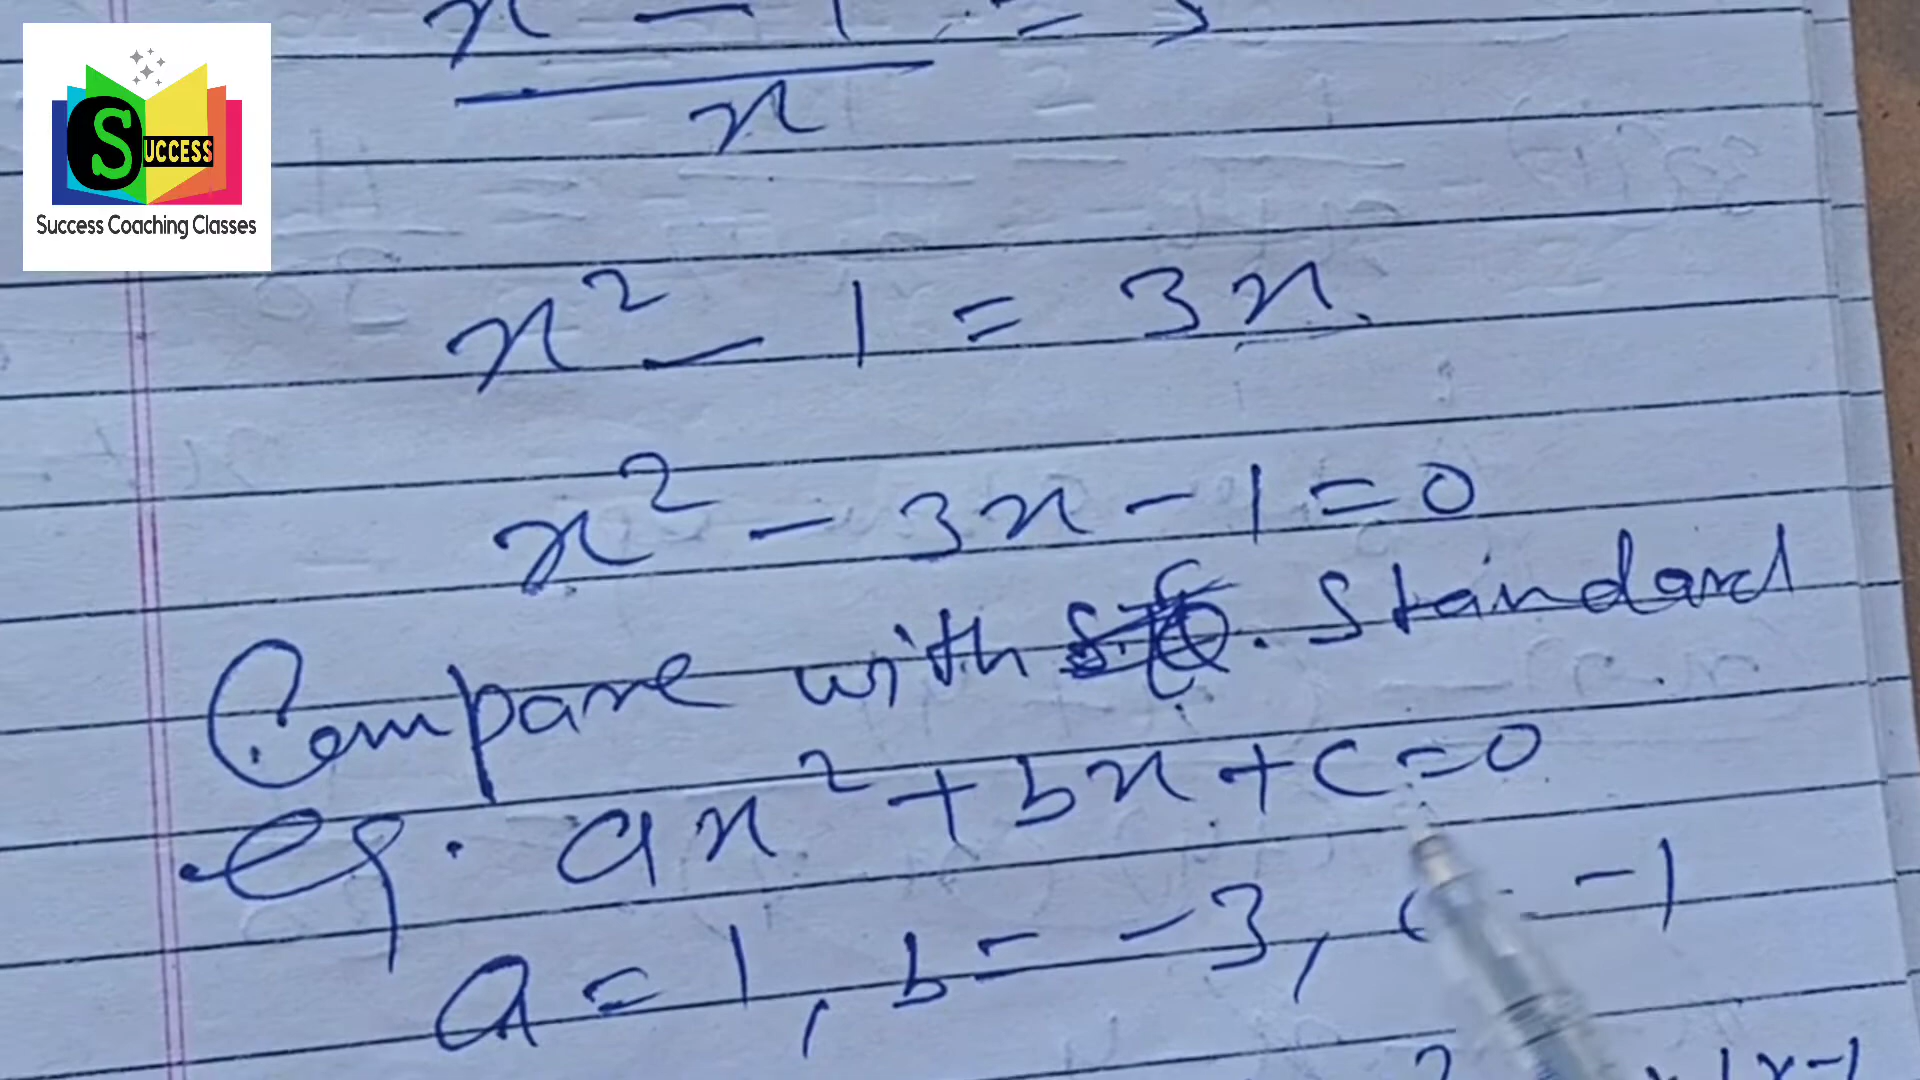 x - 1 =
x
SUCCESS
Success Coaching Classes
x² - 1 = 3x
x² - 3x - 1 = 0
Compare with Standard
eq. ax² + bx + c = 0
a = 1, b = -3, c -1